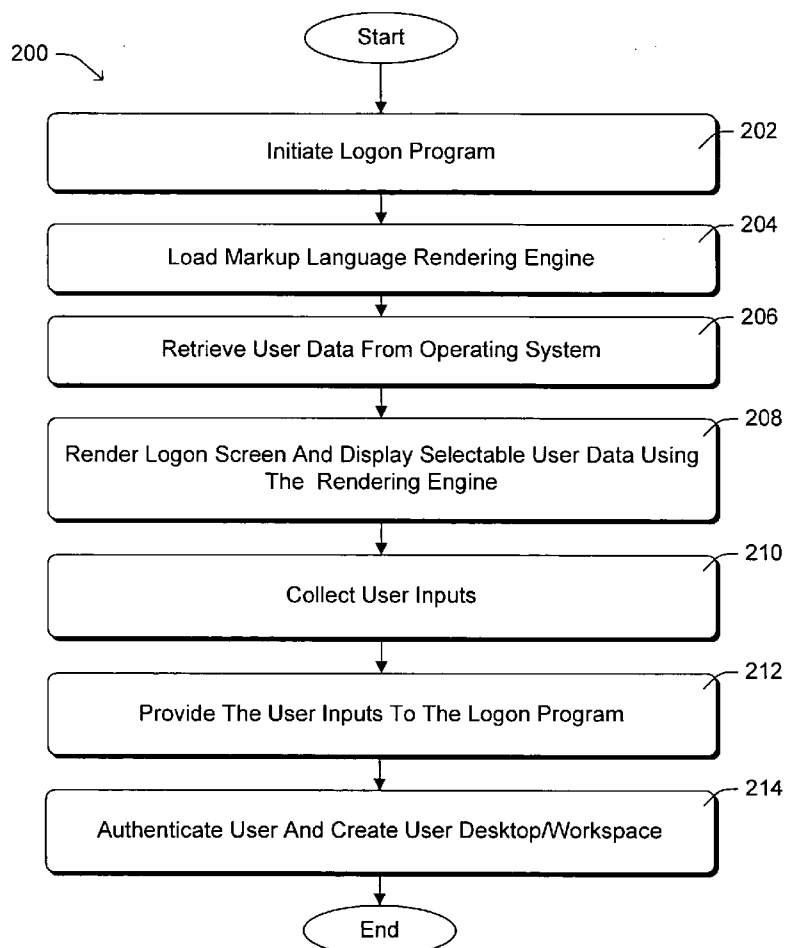 Start
200
202
Initiate Logon Program
204
Load Markup Language Rendering Engine
206
Retrieve User Data From Operating System
208
Render Logon Screen And Display Selectable User Data Using
The Rendering Engine
210
Collect User Inputs
212
Provide The User Inputs To The Logon Program
214
Authenticate User And Create User Desktop/Workspace
End